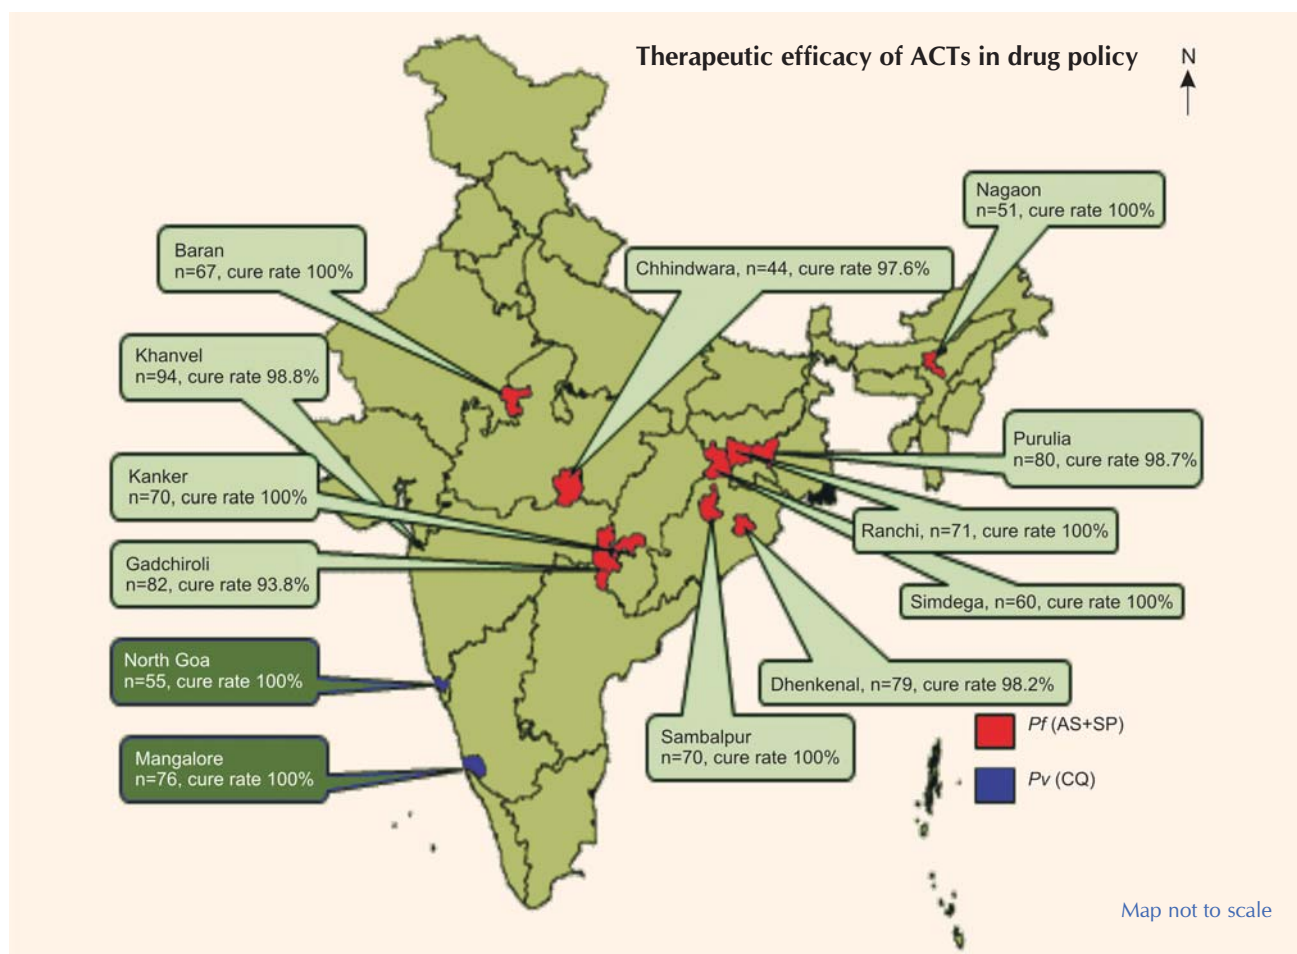 Therapeutic efficacy of ACTs in drug policy
N
Nagaon
n=51, cure rate 100%
Baran
n=67, cure rate 100%
Chhindwara, n=44, cure rate 97.6%
Khanvel
n=94, cure rate 98.8%
Purulia
n=80, cure rate 98.7%
Kanker
n=70, cure rate 100%
Ranchi, n=71, cure rate 100%
Gadchiroli
n=82, cure rate 93.8%
Simdega, n=60, cure rate 100%
North Goa
n=55, cure rate 100%
Dhenkenal, n=79, cure rate 98.2%
Sambalpur
n=70, cure rate 100%
Pf (AS+SP)
Mangalore
n=76, cure rate 100%
Pv (CQ)
Map not to scale